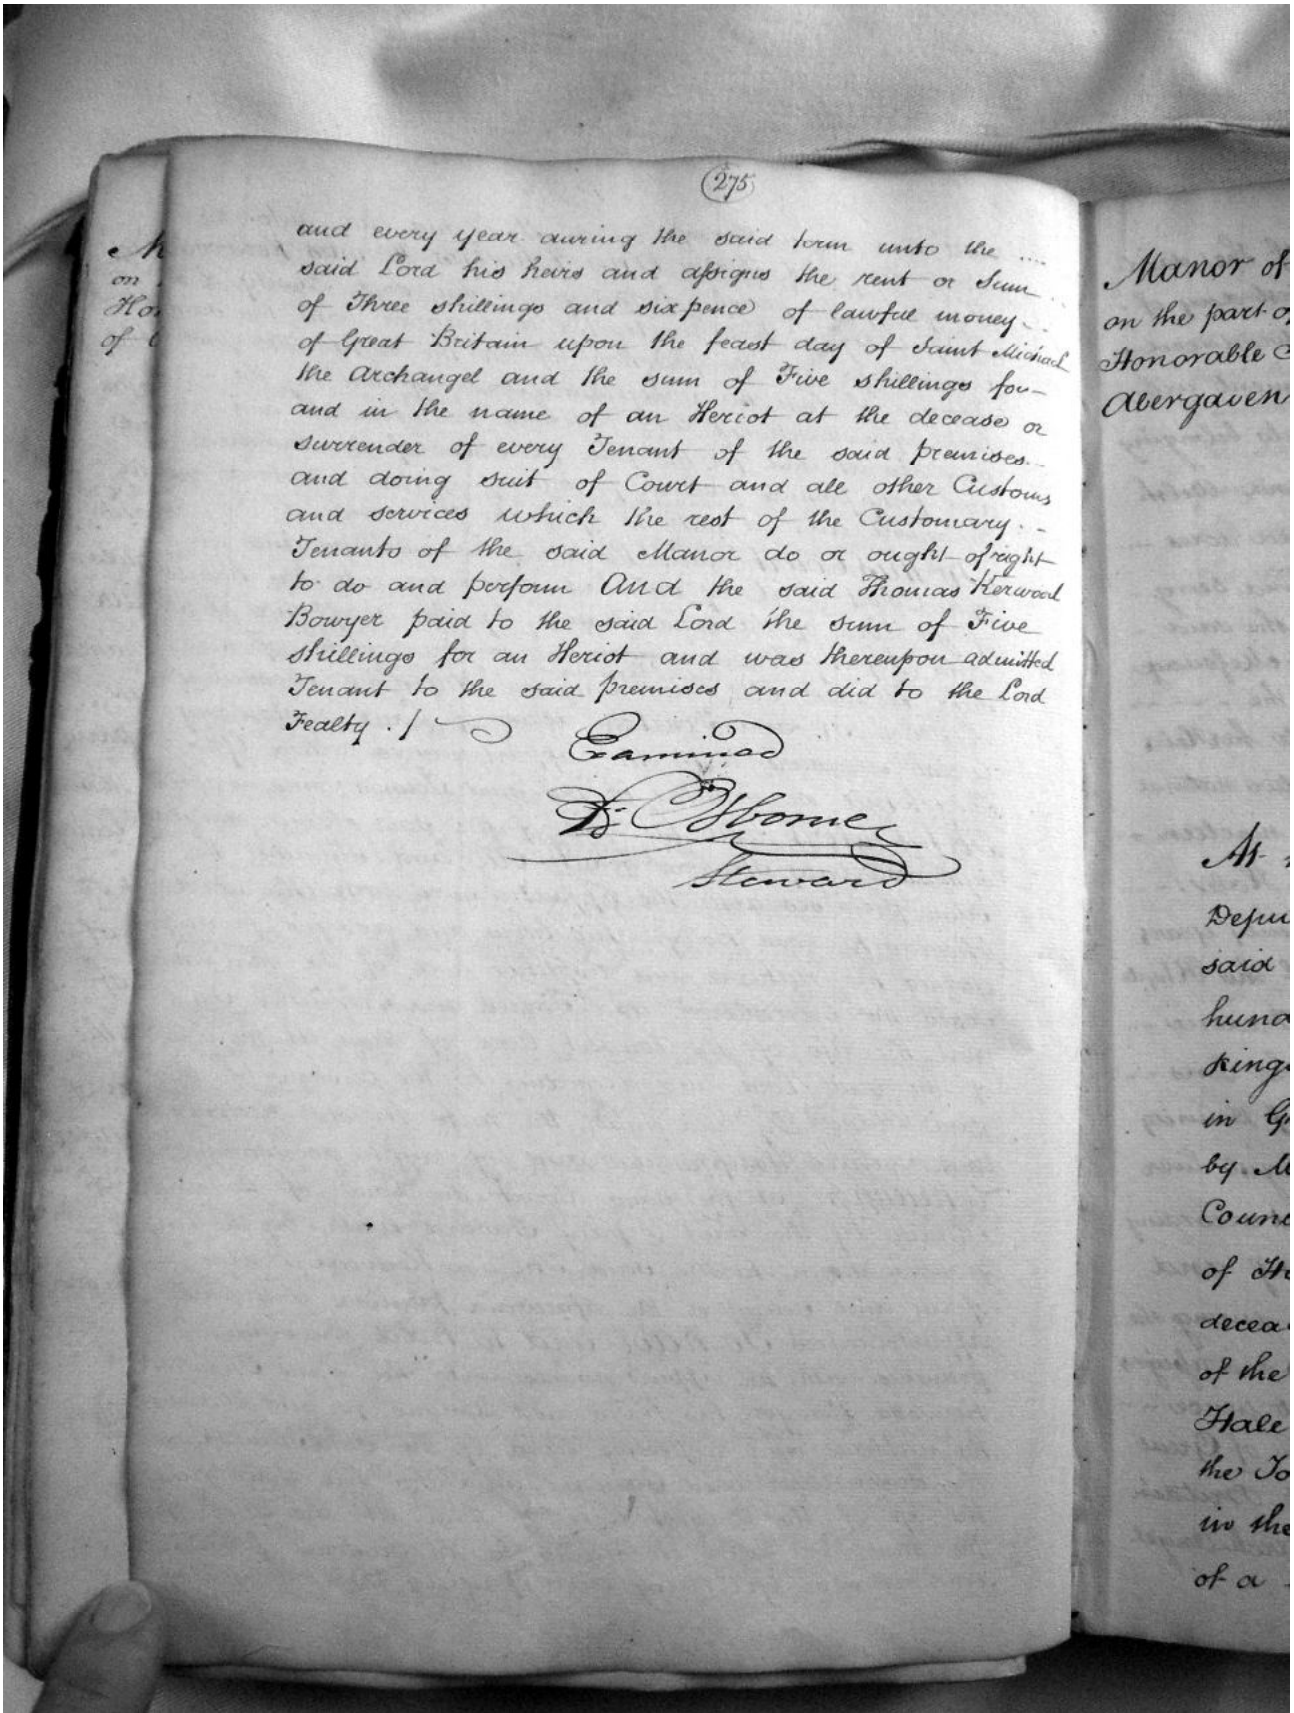 275
and every year during the said term unto the ....
said Lord his heirs and assigns the rent or Sum ..
of Three shillings and sixpence of lawful money ..
of Great Britain upon the feast day of Saint Michael
the Archangel and the sum of Five shillings for —
and in the name of an Heriot at the decease or
surrender of every Tenant of the said premises ..
and doing suit of Court and all other Customs
and services which the rest of the Customary ..
Tenants of the said Manor do or ought of right
to do and perform And the said Thomas Kerwood
Bowyer paid to the said Lord the sum of Five
shillings for an Heriot and was thereupon admitted
Tenant to the said premises and did to the Lord
Fealty . /
Examined
Osborne
Steward
on
of
Manor of
on the part of
Honorable
Abergaven
At
Depu
said
hund
kings
in Gr
by M
Counc
of Ho
decea
of the
Hale
the To
in the
of a